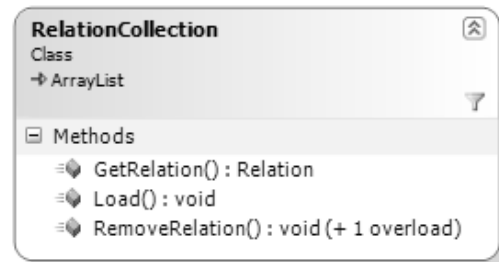 RelationCollection
Class
ArrayList
Methods
GetRelation() : Relation
Load() : void
RemoveRelation() : void (+ 1 overload)